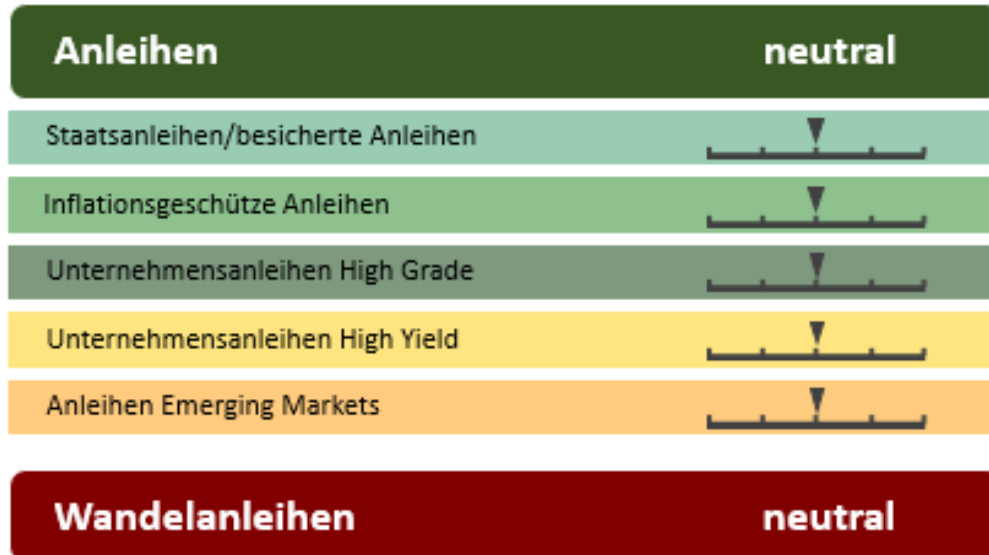 Anleihen neutral
Staatsanleihen/besicherte Anleihen
Inflationsgeschütze Anleihen
Unternehmensanleihen High Grade
Unternehmensanleihen High Yield
Anleihen Emerging Markets
Wandelanleihen neutral